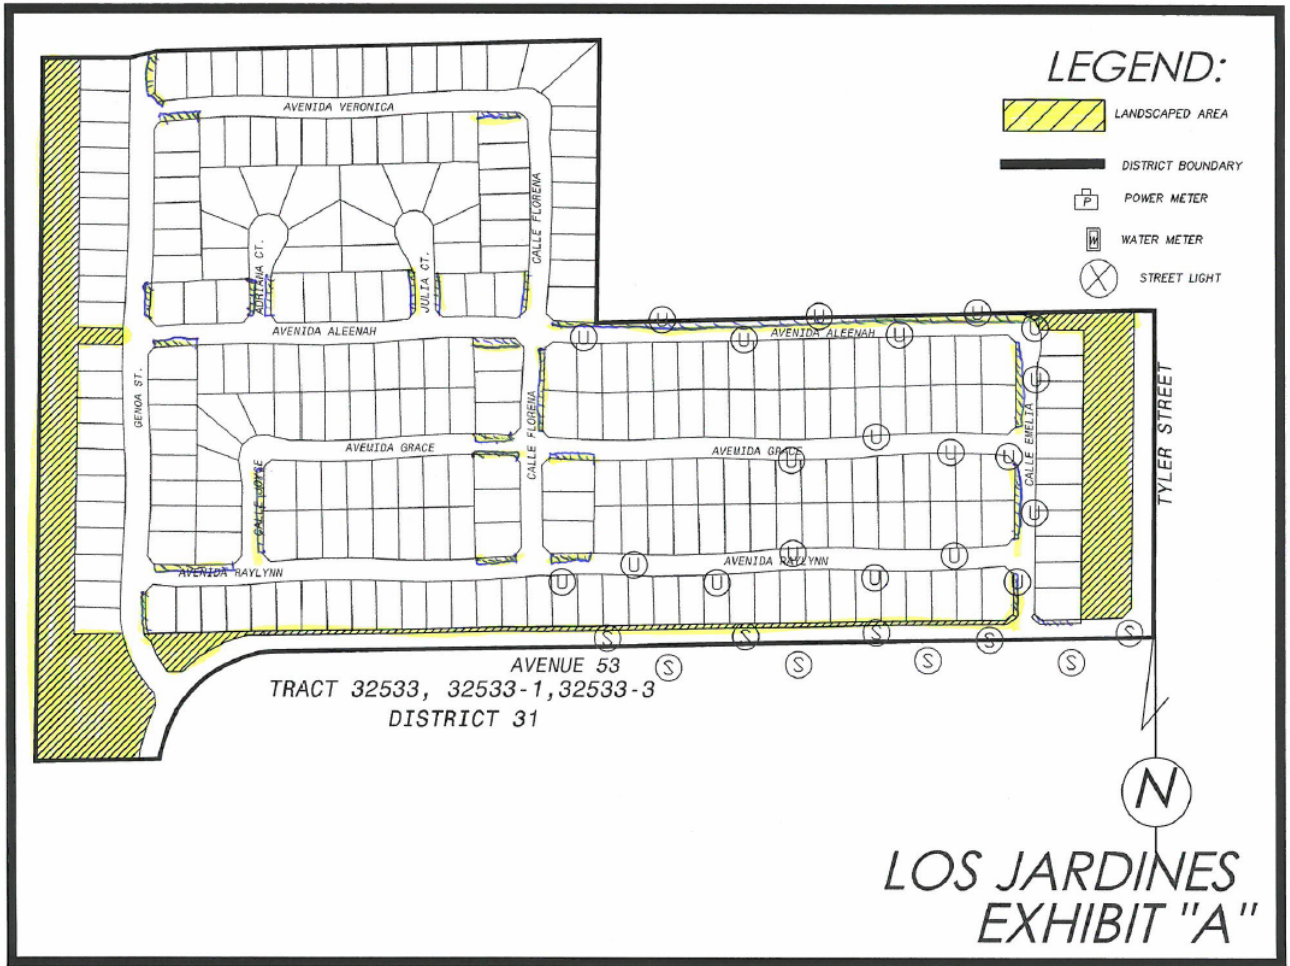 LEGEND:
LANDSCAPED AREA
DISTRICT BOUNDARY
P
POWER METER
W
WATER METER
STREET LIGHT
AVENIDA VERONICA
CALLE FLORENA
ADRIANA CT.
JULIA CT.
AVENIDA ALEENAH
AVENIDA ALEENAH
U
U
U
U
U
U
U
U
GENOA ST.
CALLE FLORENA
CALLE EMELIA
TYLER STREET
AVENIDA GRACE
AVENIDA GRACE
U
U
U
U
U
CALLE JOYSE
AVENIDA RAYLYNN
AVENIDA RAYLYNN
U
U
U
U
U
U
U
S
S
S
S
S
S
S
S
S
AVENUE 53
TRACT 32533, 32533-1,32533-3
DISTRICT 31
N
LOS JARDINES
EXHIBIT "A"